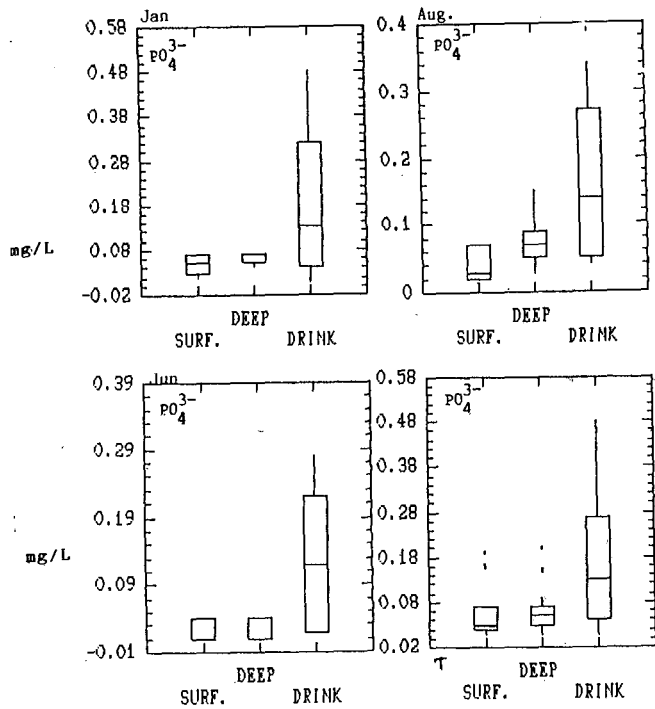 Jan
0.58
PO₄³⁻
0.48
0.38
0.28
0.18
0.08
-0.02
mg/L
DEEP
SURF. DRINK
Aug.
0.4
PO₄³⁻
0.3
0.2
0.1
0
DEEP
SURF. DRINK
Jun
0.39
PO₄³⁻
0.29
0.19
0.09
-0.01
mg/L
DEEP
SURF. DRINK
0.58
PO₄³⁻
0.48
0.38
0.28
0.18
0.08
0.02
T
DEEP
SURF. DRINK